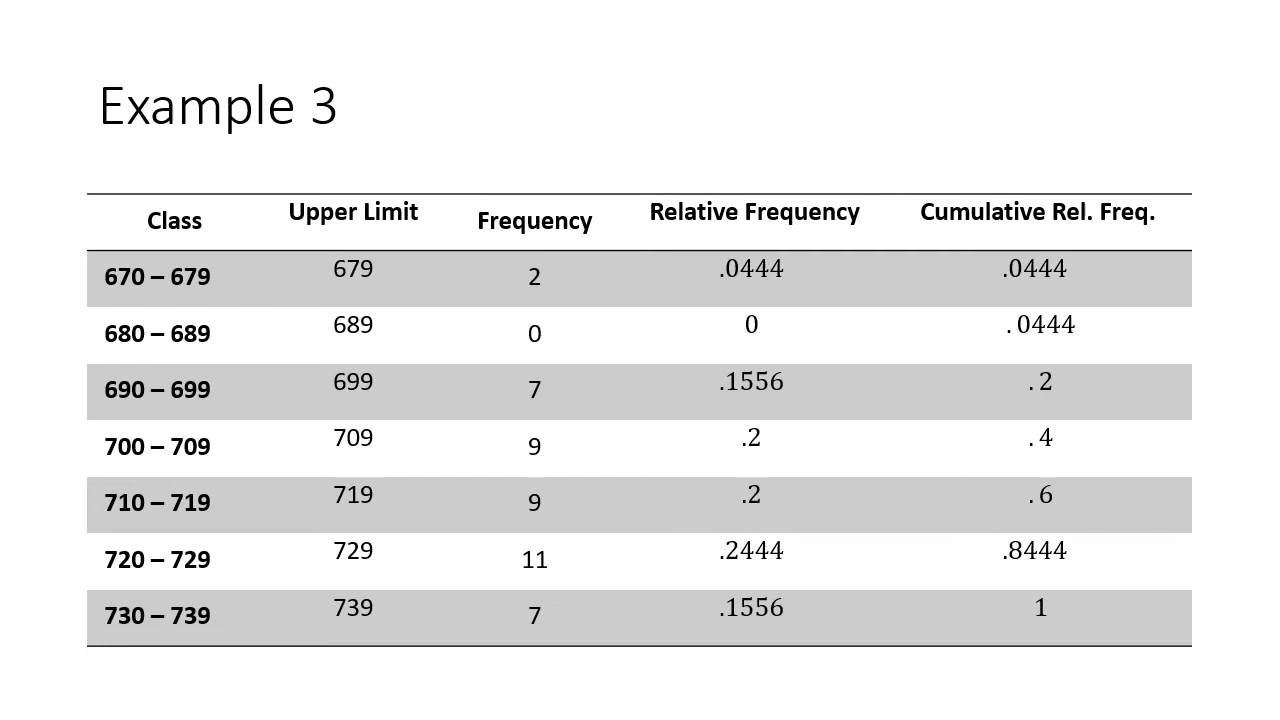 Example 3
Class Upper Limit Frequency Relative Frequency Cumulative Rel. Freq.
670 – 679 679 2 .0444 .0444
680 – 689 689 0 0 . 0444
690 – 699 699 7 .1556 . 2
700 – 709 709 9 .2 . 4
710 – 719 719 9 .2 . 6
720 – 729 729 11 .2444 .8444
730 – 739 739 7 .1556 1